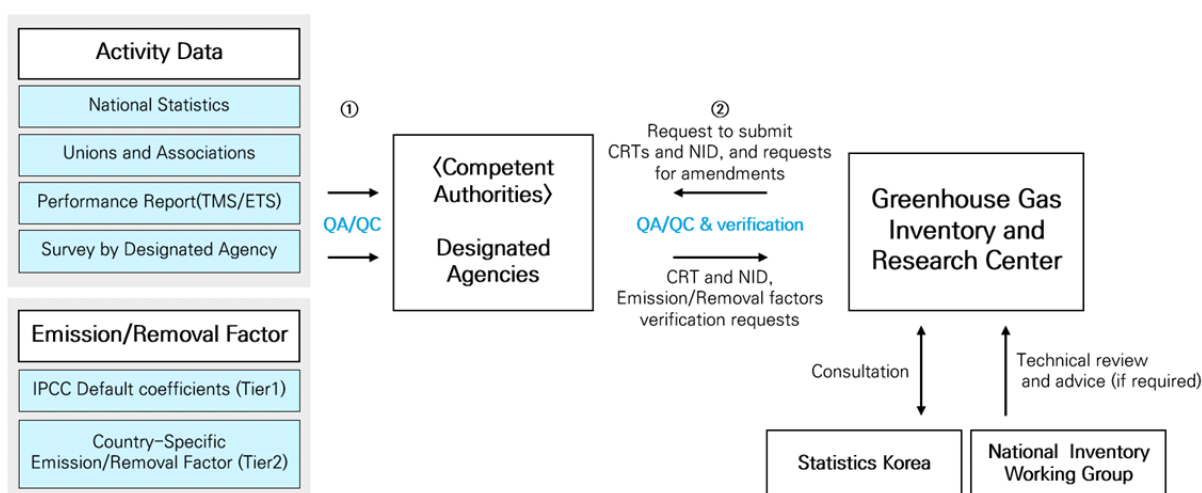 Activity Data
National Statistics
Unions and Associations
Performance Report(TMS/ETS)
Survey by Designated Agency
Emission/Removal Factor
IPCC Default coefficients (Tier1)
Country-Specific
Emission/Removal Factor (Tier2)
①
QA/QC
〈Competent
Authorities〉
Designated
Agencies
②
Request to submit
CRTs and NID, and requests
for amendments
QA/QC & verification
CRT and NID,
Emission/Removal factors
verification requests
Greenhouse Gas
Inventory and
Research Center
Consultation
Technical review
and advice (if required)
Statistics Korea
National Inventory
Working Group